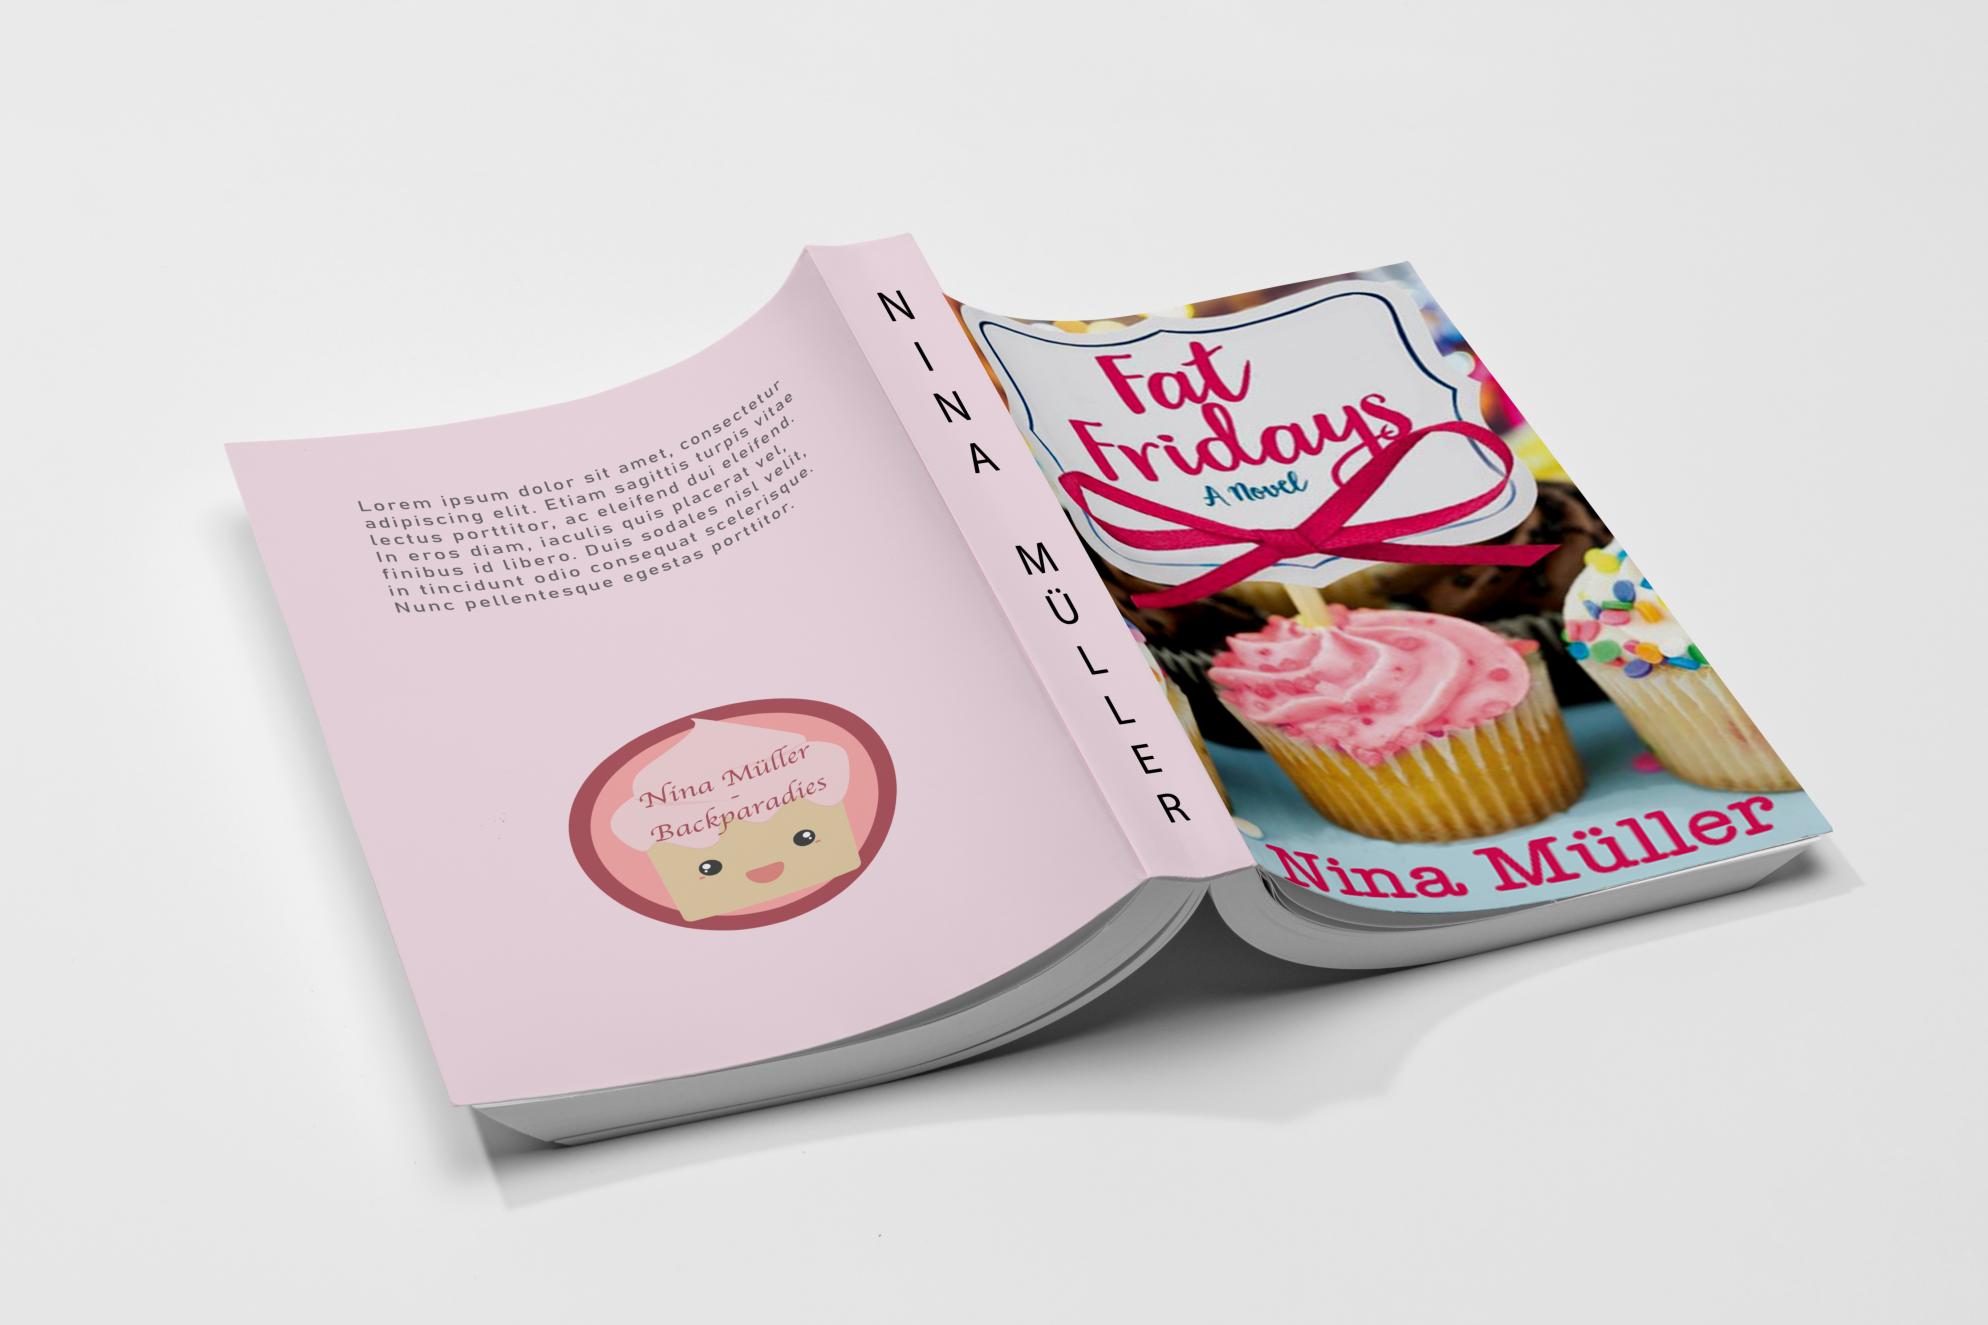 Lorem ipsum dolor sit amet, consectetur
adipiscing elit. Etiam sagittis turpis vitae
lectus porttitor, ac eleifend dui eleifend.
In eros diam, iaculis quis placerat vel,
finibus id libero. Duis sodales nisl velit,
in tincidunt odio consequat scelerisque.
Nunc pellentesque egestas porttitor.
Nina Müller
-
Backparadies
NINA MÜLLER
Fat
Fridays
A Novel
Nina Müller